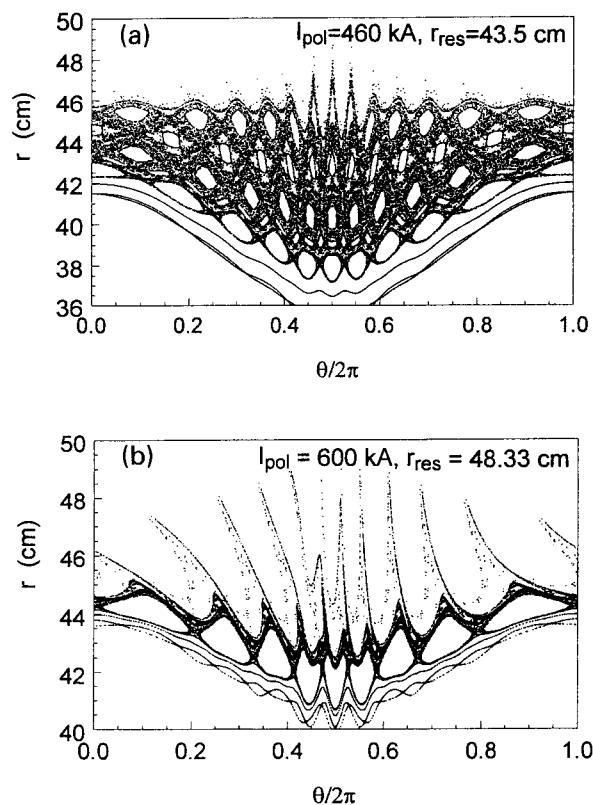 (a) I_pol=460 kA, r_res=43.5 cm
50
48
46
44
42
40
38
36
r (cm)
0.0 0.2 0.4 0.6 0.8 1.0
θ/2π
(b) I_pol = 600 kA, r_res = 48.33 cm
50
48
46
44
42
40
r (cm)
0.0 0.2 0.4 0.6 0.8 1.0
θ/2π